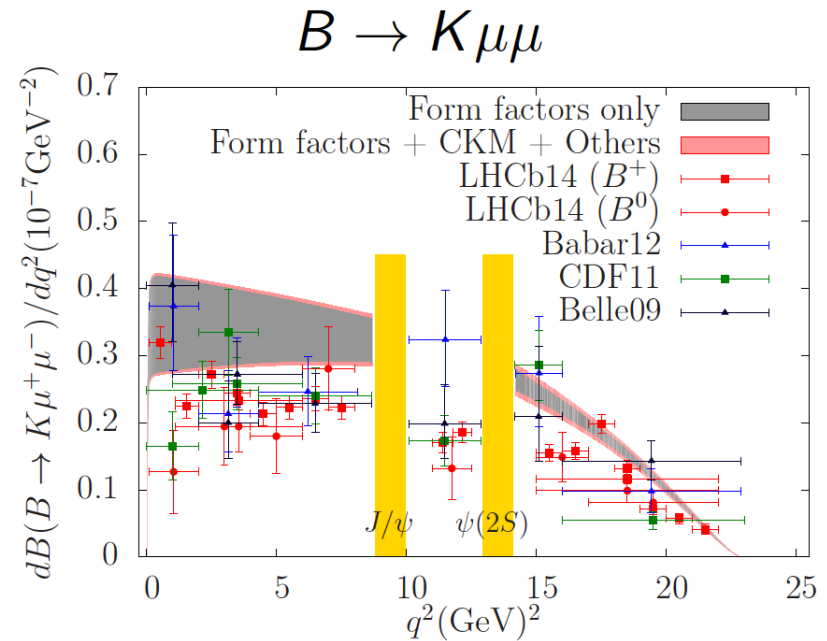 B → Kμμ
dB(B → Kμ⁺μ⁻)/dq²(10⁻⁷GeV⁻²)
0.7
0.6
0.5
0.4
0.3
0.2
0.1
0
Form factors only
Form factors + CKM + Others
LHCb14 (B⁺)
LHCb14 (B⁰)
Babar12
CDF11
Belle09
J/ψ
ψ(2S)
0 5 10 15 20 25
q²(GeV)²